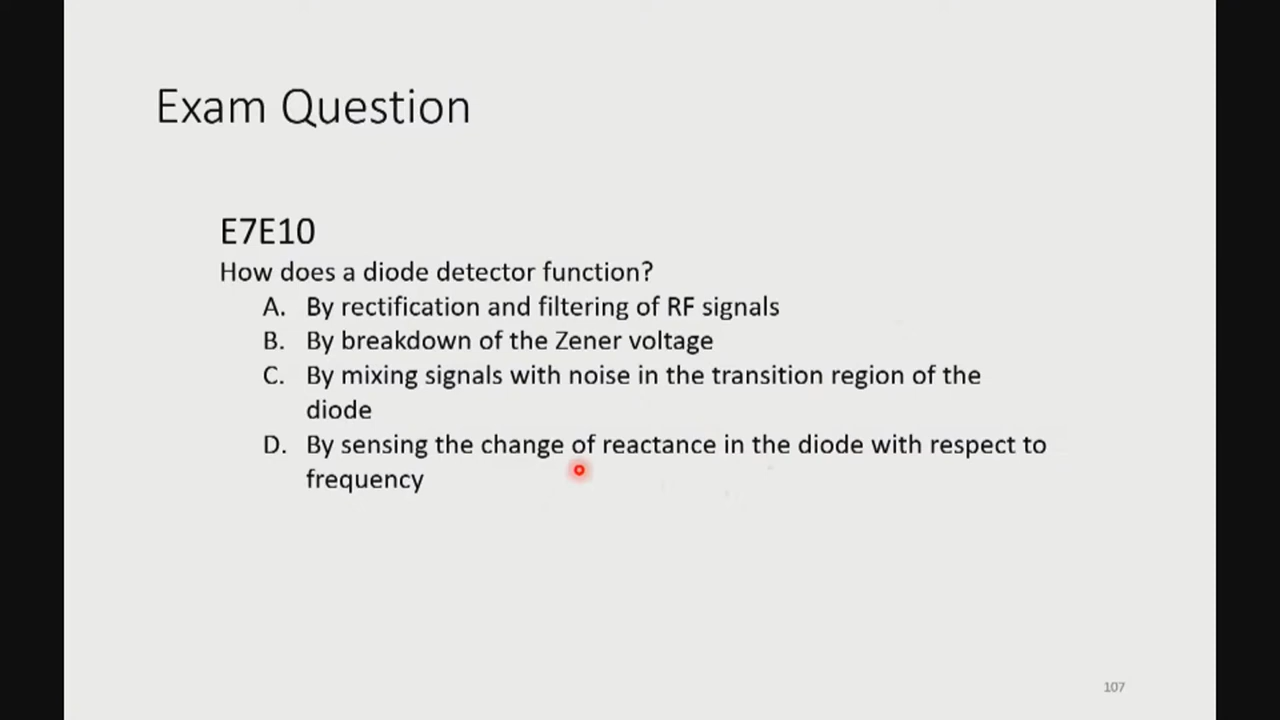 Exam Question
E7E10
How does a diode detector function?
A. By rectification and filtering of RF signals
B. By breakdown of the Zener voltage
C. By mixing signals with noise in the transition region of the
diode
D. By sensing the change of reactance in the diode with respect to
frequency
107